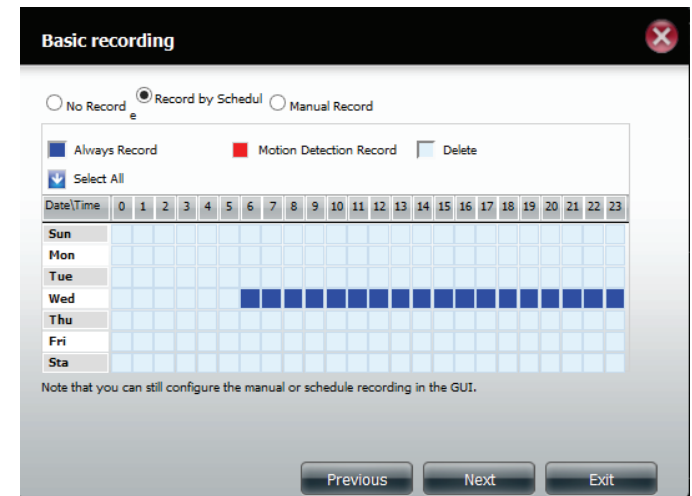 Basic recording
No Record Record by Schedul Manual Record
e
Always Record Motion Detection Record Delete
Select All
Date\Time 0 1 2 3 4 5 6 7 8 9 10 11 12 13 14 15 16 17 18 19 20 21 22 23
Sun
Mon
Tue
Wed
Thu
Fri
Sta
Note that you can still configure the manual or schedule recording in the GUI.
Previous Next Exit